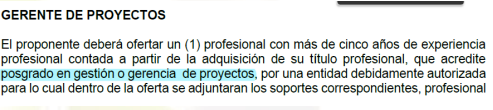 GERENTE DE PROYECTOS
El proponente deberá ofertar un (1) profesional con más de cinco años de experiencia
profesional contada a partir de la adquisición de su título profesional, que acredite
posgrado en gestión o gerencia de proyectos, por una entidad debidamente autorizada
para lo cual dentro de la oferta se adjuntaran los soportes correspondientes, profesional